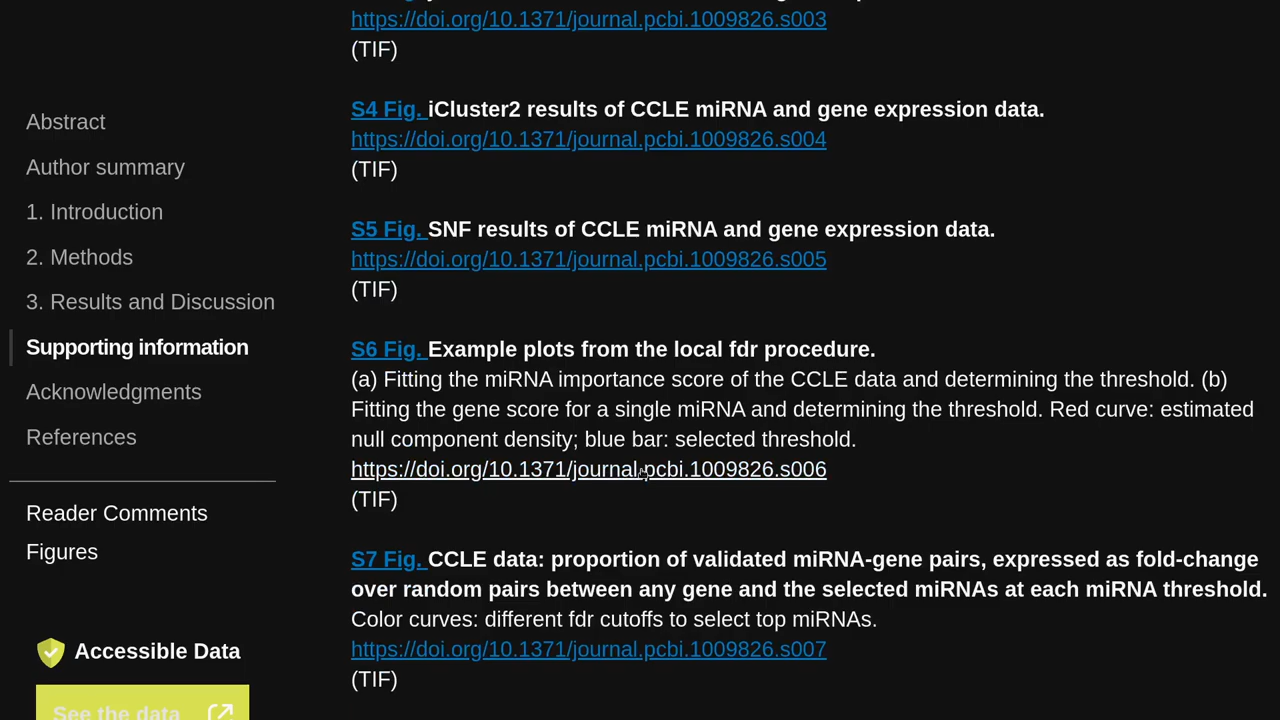 https://doi.org/10.1371/journal.pcbi.1009826.s003
(TIF)
S4 Fig. iCluster2 results of CCLE miRNA and gene expression data.
https://doi.org/10.1371/journal.pcbi.1009826.s004
(TIF)
S5 Fig. SNF results of CCLE miRNA and gene expression data.
https://doi.org/10.1371/journal.pcbi.1009826.s005
(TIF)
S6 Fig. Example plots from the local fdr procedure.
(a) Fitting the miRNA importance score of the CCLE data and determining the threshold. (b)
Fitting the gene score for a single miRNA and determining the threshold. Red curve: estimated
null component density; blue bar: selected threshold.
https://doi.org/10.1371/journal.pcbi.1009826.s006
(TIF)
S7 Fig. CCLE data: proportion of validated miRNA-gene pairs, expressed as fold-change
over random pairs between any gene and the selected miRNAs at each miRNA threshold.
Color curves: different fdr cutoffs to select top miRNAs.
https://doi.org/10.1371/journal.pcbi.1009826.s007
(TIF)
Abstract
Author summary
1. Introduction
2. Methods
3. Results and Discussion
Supporting information
Acknowledgments
References
Reader Comments
Figures
Accessible Data
See the data